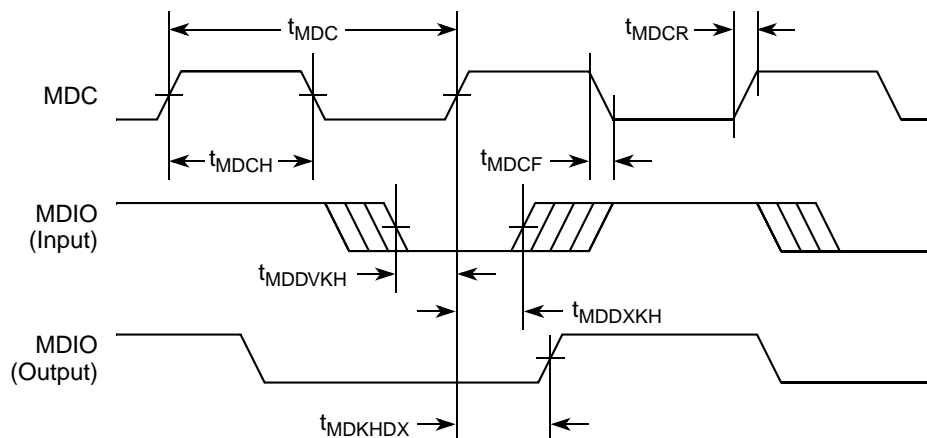 tMDC
tMDCR
MDC
tMDCH
tMDCF
MDIO
(Input)
tMDDVKH
tMDDXKH
MDIO
(Output)
tMDKHDX